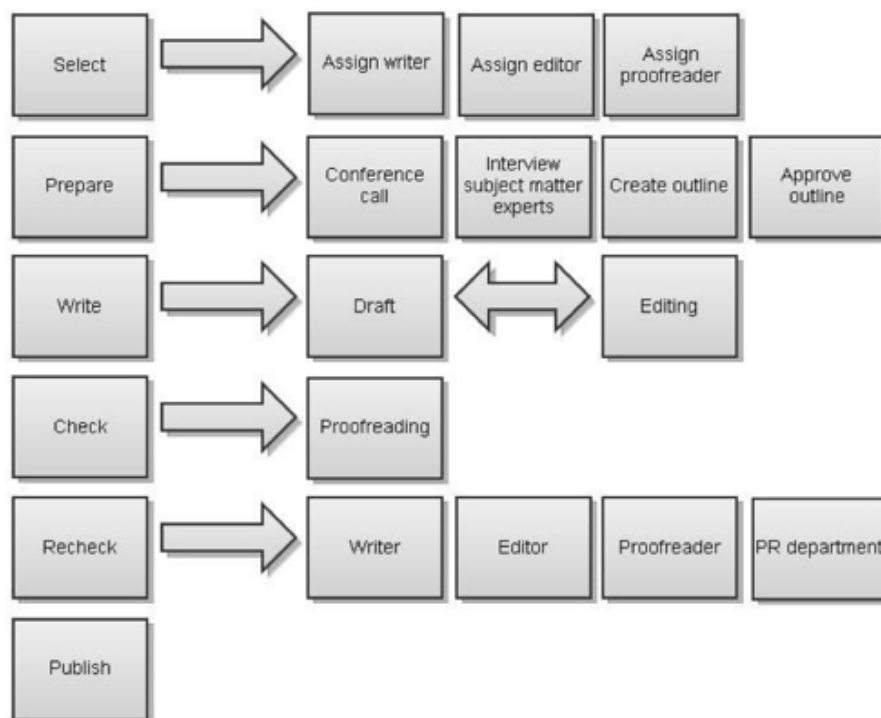 Select
Assign writer
Assign editor
Assign
proofreader
Prepare
Conference
call
Interview
subject matter
experts
Create outline
Approve
outline
Write
Draft
Editing
Check
Proofreading
Recheck
Writer
Editor
Proofreader
PR department
Publish